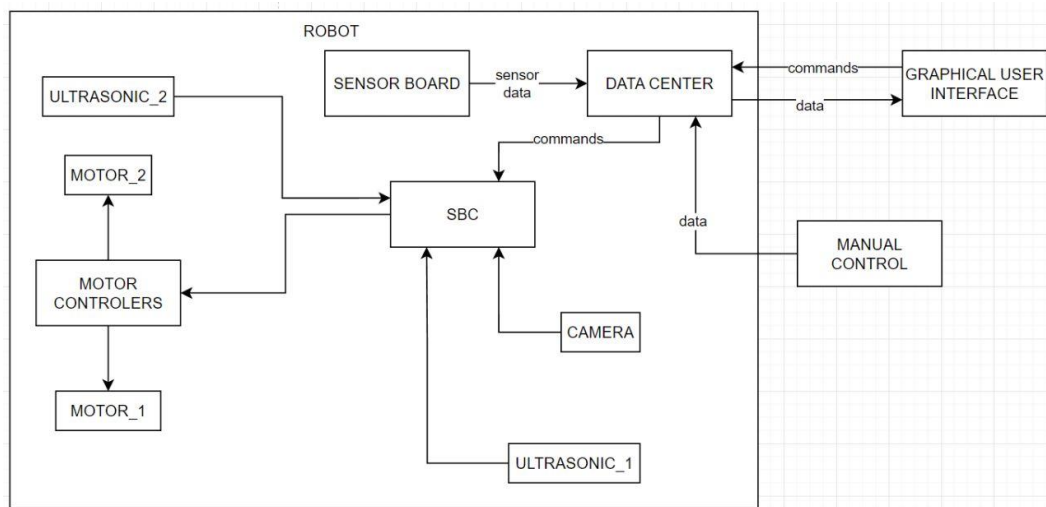 ROBOT
SENSOR BOARD
sensor
data
DATA CENTER
commands
data
GRAPHICAL USER
INTERFACE
ULTRASONIC_2
commands
MOTOR_2
SBC
data
MANUAL
CONTROL
MOTOR
CONTROLERS
CAMERA
MOTOR_1
ULTRASONIC_1